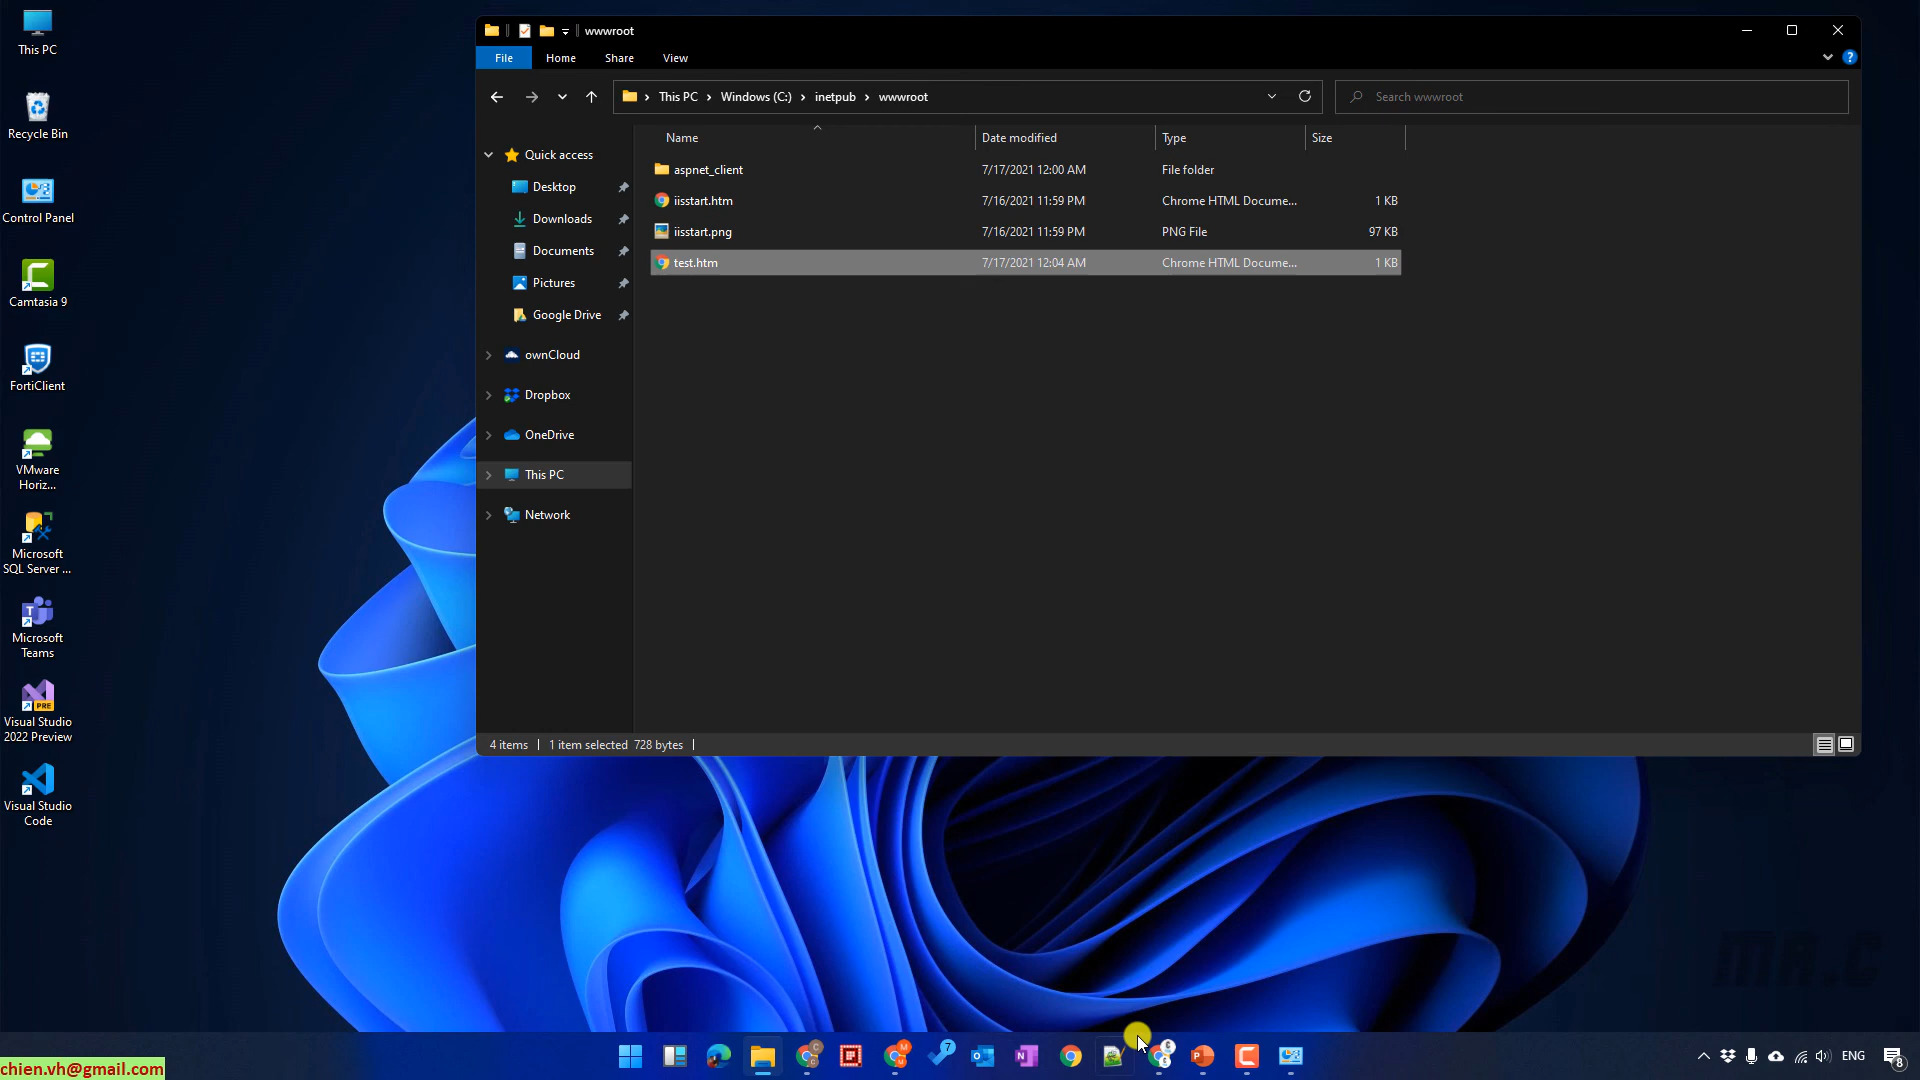 This PC
Recycle Bin
Control Panel
Camtasia 9
FortiClient
VMware
Horiz...
Microsoft
SQL Server ...
Microsoft
Teams
Visual Studio
2022 Preview
Visual Studio
Code
wwwroot
File Home Share View
This PC Windows (C:) inetpub wwwroot
Search wwwroot
Quick access
Desktop
Downloads
Documents
Pictures
Google Drive
ownCloud
Dropbox
OneDrive
This PC
Network
Name Date modified Type Size
aspnet_client 7/17/2021 12:00 AM File folder
iisstart.htm 7/16/2021 11:59 PM Chrome HTML Docume... 1 KB
iisstart.png 7/16/2021 11:59 PM PNG File 97 KB
test.htm 7/17/2021 12:04 AM Chrome HTML Docume... 1 KB
4 items 1 item selected 728 bytes
MR.C
chien.vh@gmail.com
7
ENG
8